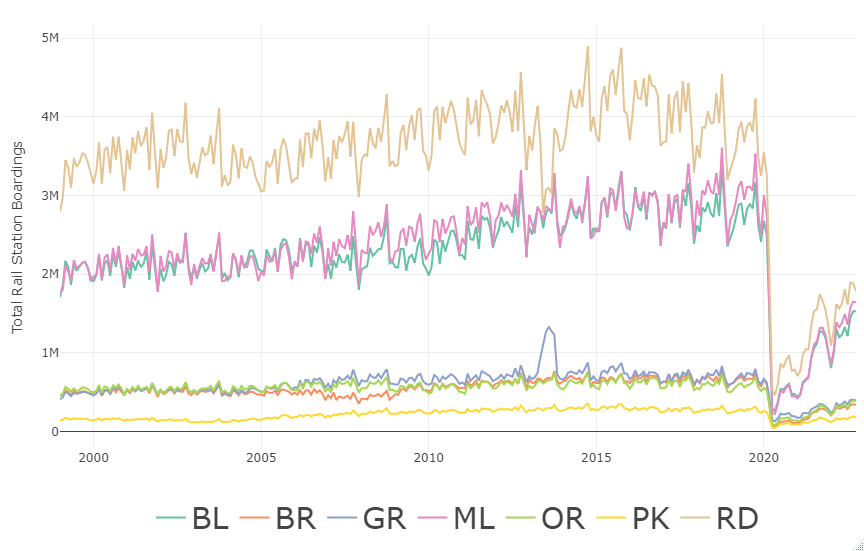 Total Rail Station Boardings
5M
4M
3M
2M
1M
0
2000 2005 2010 2015 2020
BL BR GR ML OR PK RD